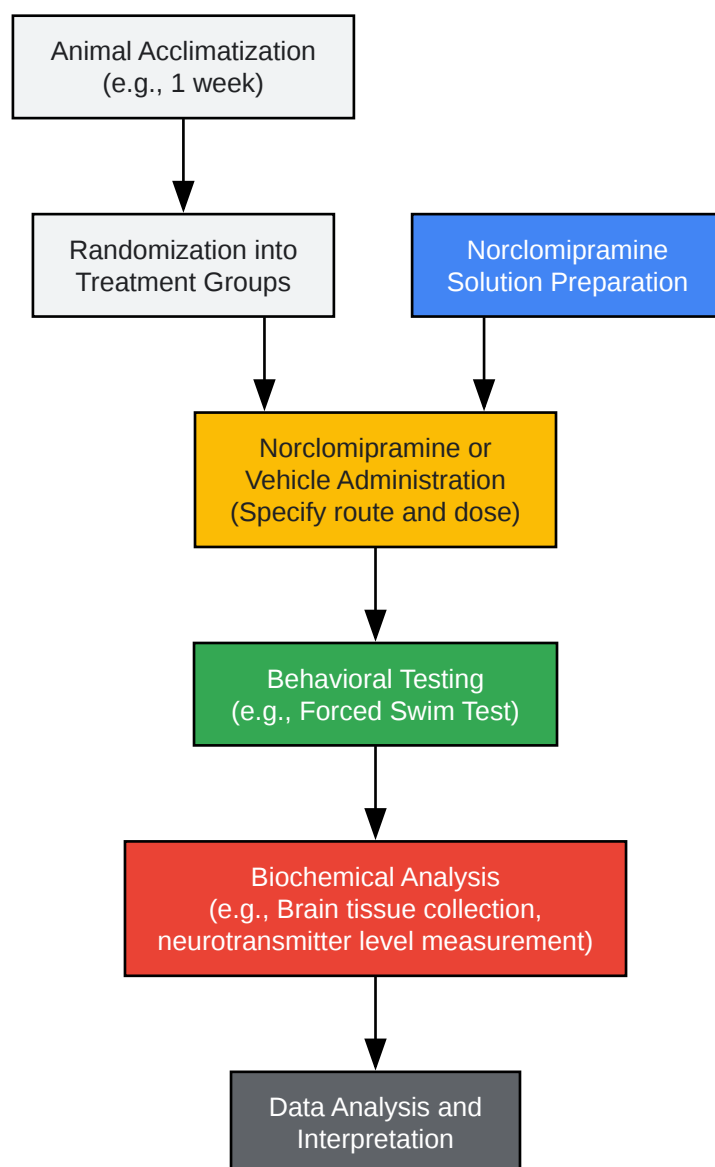 Animal Acclimatization
(e.g., 1 week)
Randomization into
Treatment Groups
Norclomipramine
Solution Preparation
Norclomipramine or
Vehicle Administration
(Specify route and dose)
Behavioral Testing
(e.g., Forced Swim Test)
Biochemical Analysis
(e.g., Brain tissue collection,
neurotransmitter level measurement)
Data Analysis and
Interpretation